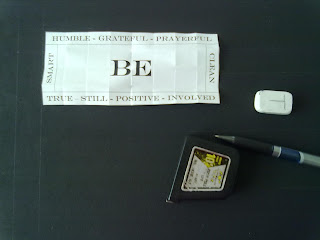 HUMBLE - GRATEFUL - PRAYERFUL
SMART
BE
CLEAN
TRUE - STILL - POSITIVE - INVOLVED
T